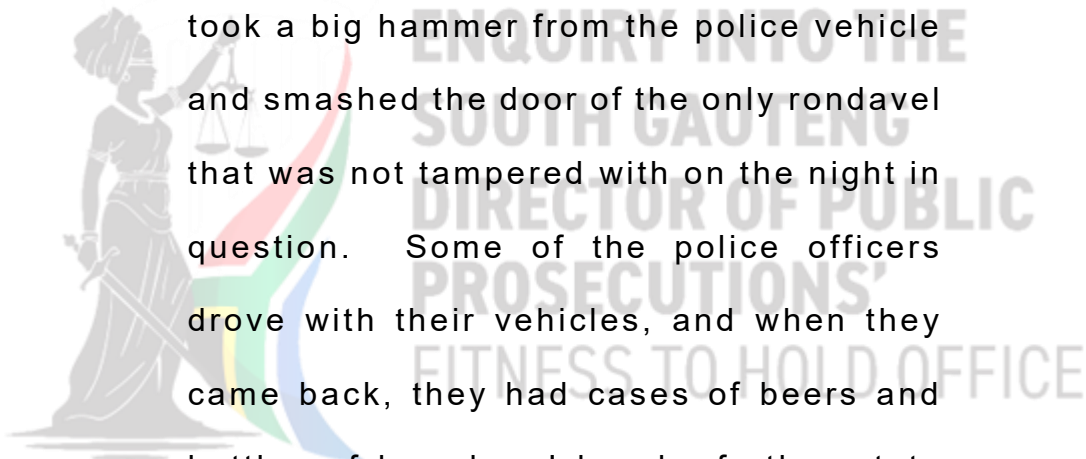 took a big hammer from the police vehicle
and smashed the door of the only rondavel
that was not tampered with on the night in
question. Some of the police officers
drove with their vehicles, and when they
came back, they had cases of beers and
ENQUIRY INTO THE
SOUTH GAUTENG
DIRECTOR OF PUBLIC
PROSECUTIONS'
FITNESS TO HOLD OFFICE